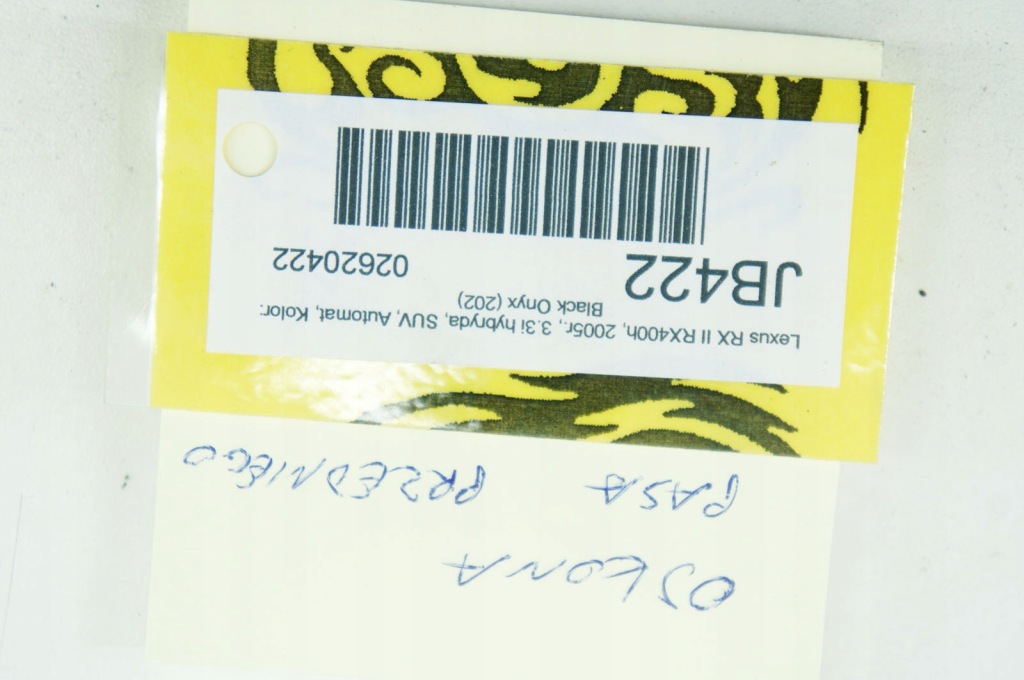 OSŁONA
PASA PRZEDNIEGO
Lexus RX II RX400h, 2005r., 3.3i hybryda, SUV, Automat, Kolor:
Black Onyx (202)
JB422 02620422